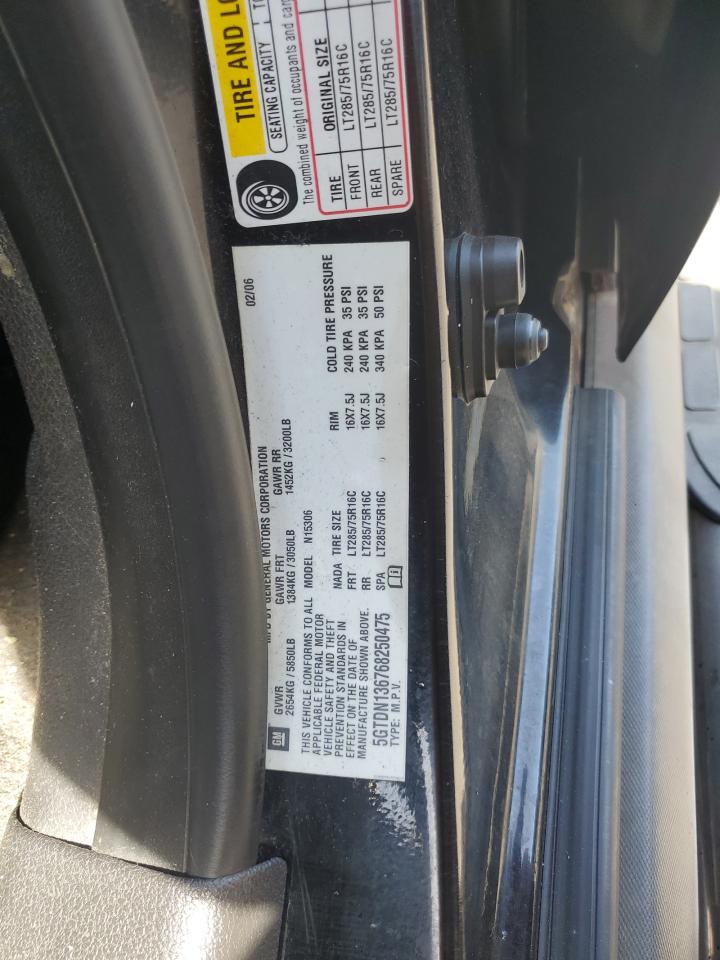 TIRE AND LO
SEATING CAPACITY
The combined weight of occupants and car
TIRE ORIGINAL SIZE
FRONT LT285/75R16C
REAR LT285/75R16C
SPARE LT285/75R16C
02/06
MFD BY GENERAL MOTORS CORPORATION
GM
GVWR GAWR FRT GAWR RR
2654KG / 5850LB 1384KG / 3050LB 1452KG / 3200LB
THIS VEHICLE CONFORMS TO ALL
APPLICABLE FEDERAL MOTOR
VEHICLE SAFETY AND THEFT
PREVENTION STANDARDS IN
EFFECT ON THE DATE OF
MANUFACTURE SHOWN ABOVE.
5GTDN136768250475
TYPE: M.P.V.
MODEL N15306
NADA TIRE SIZE RIM COLD TIRE PRESSURE
FRT LT285/75R16C 16X7.5J 240 KPA 35 PSI
RR LT285/75R16C 16X7.5J 240 KPA 35 PSI
SPA LT285/75R16C 16X7.5J 340 KPA 50 PSI